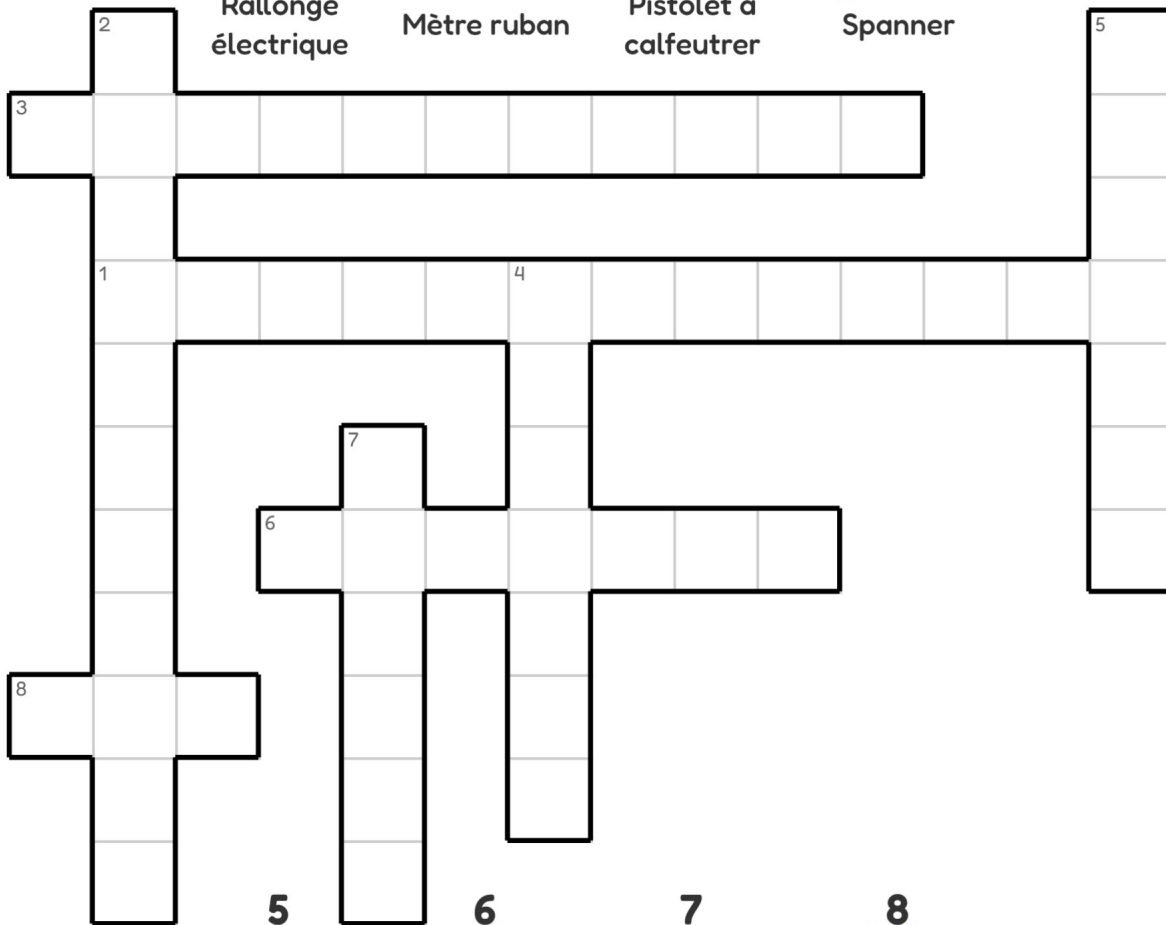 Rallonge
électrique
Mètre ruban
Pistolet à
calfeutrer
Spanner
2
5
3
1
4
7
6
8
5
6
7
8